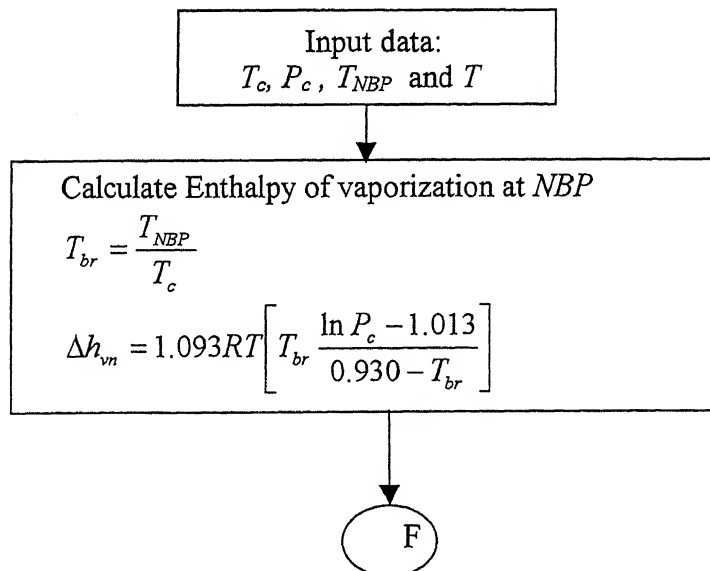 Input data:
T_c, P_c , T_NBP and T
Calculate Enthalpy of vaporization at NBP
T_br = T_NBP / T_c
Δh_vn = 1.093RT[T_br (ln P_c − 1.013) / (0.930 − T_br)]
F